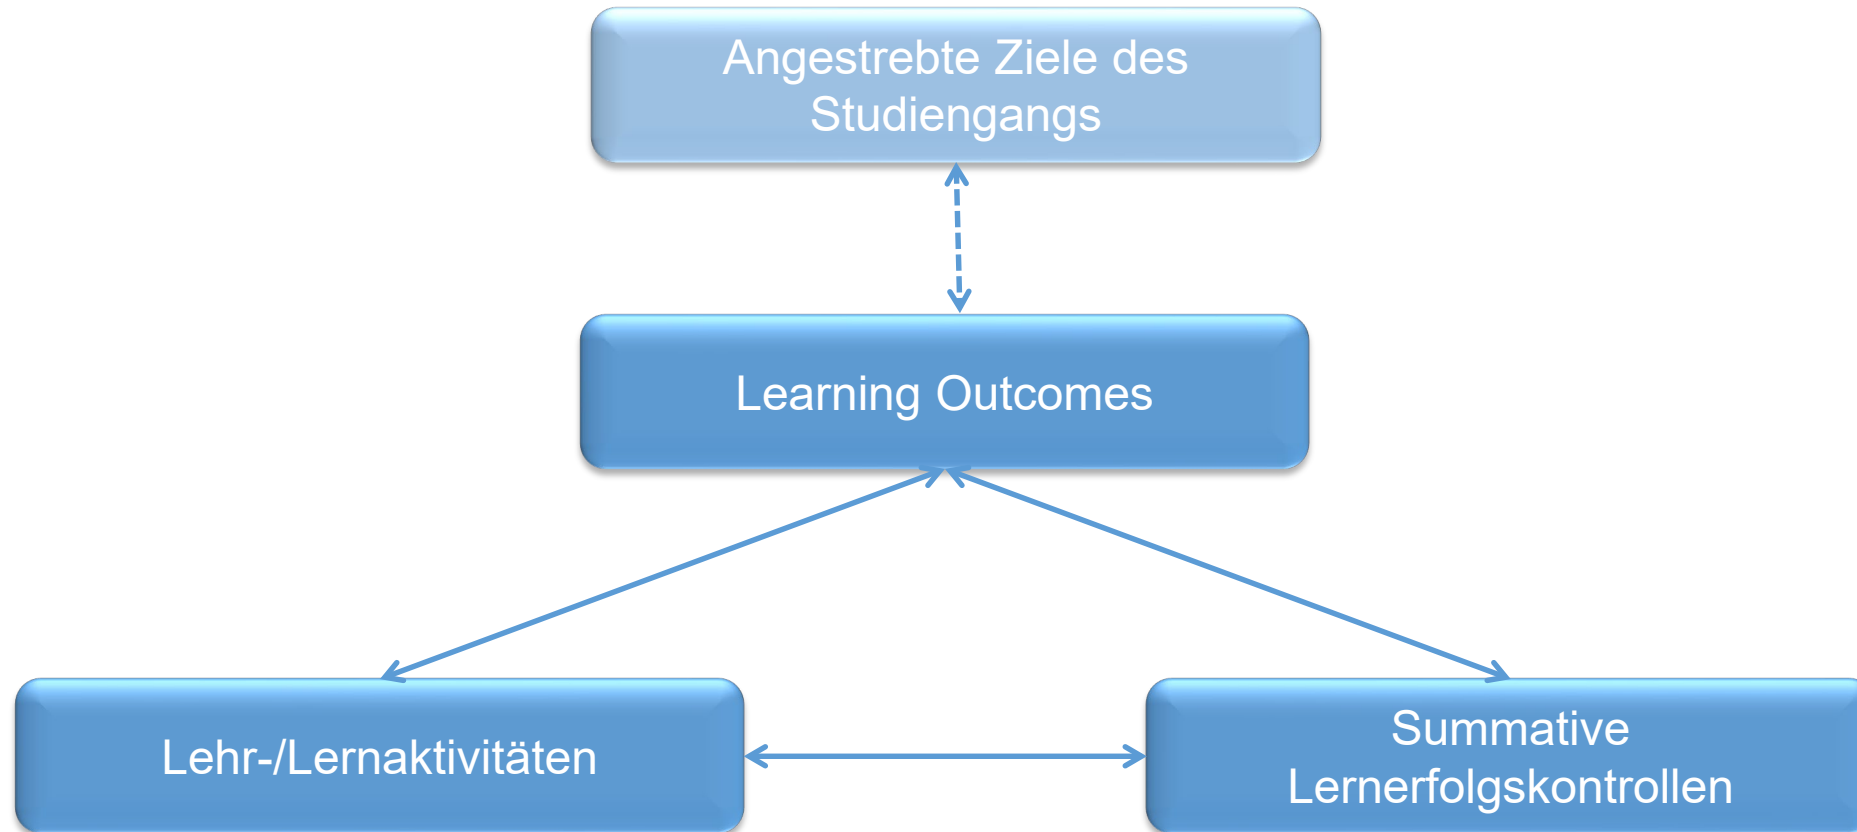 Angestrebte Ziele des
Studiengangs
Learning Outcomes
Lehr-/Lernaktivitäten
Summative
Lernerfolgskontrollen